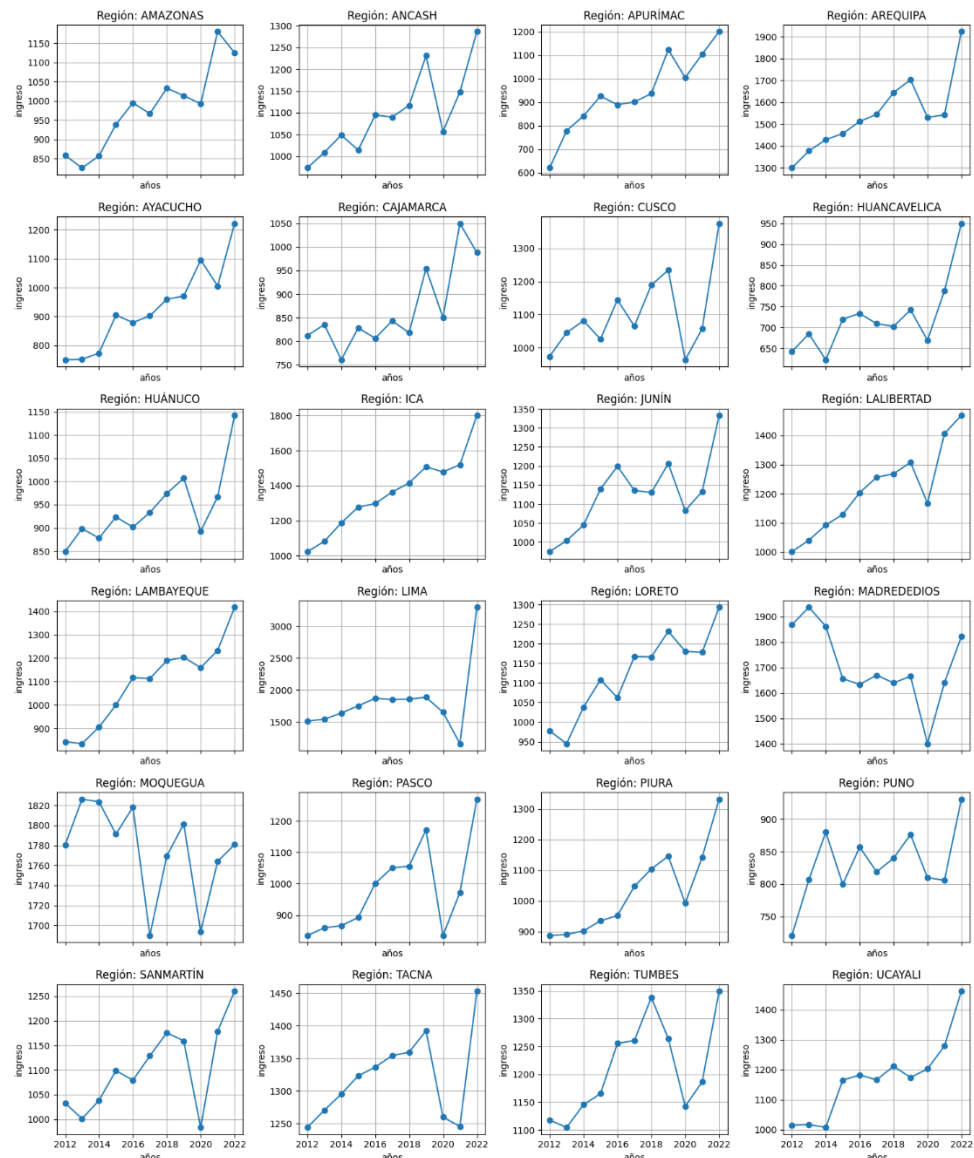 Región: AMAZONAS
ingreso
1150
1100
1050
1000
950
900
850
años
Región: ANCASH
ingreso
1300
1250
1200
1150
1100
1050
1000
años
Región: APURÍMAC
ingreso
1200
1100
1000
900
800
700
600
años
Región: AREQUIPA
ingreso
1900
1800
1700
1600
1500
1400
1300
años
Región: AYACUCHO
ingreso
1200
1100
1000
900
800
años
Región: CAJAMARCA
ingreso
1050
1000
950
900
850
800
750
años
Región: CUSCO
ingreso
1300
1200
1100
1000
años
Región: HUANCAVELICA
ingreso
950
900
850
800
750
700
650
años
Región: HUÁNUCO
ingreso
1150
1100
1050
1000
950
900
850
años
Región: ICA
ingreso
1800
1600
1400
1200
1000
años
Región: JUNÍN
ingreso
1350
1300
1250
1200
1150
1100
1050
1000
años
Región: LALIBERTAD
ingreso
1400
1300
1200
1100
1000
años
Región: LAMBAYEQUE
ingreso
1400
1300
1200
1100
1000
900
años
Región: LIMA
ingreso
3000
2500
2000
1500
años
Región: LORETO
ingreso
1300
1250
1200
1150
1100
1050
1000
950
años
Región: MADREDEDIOS
ingreso
1900
1800
1700
1600
1500
1400
años
Región: MOQUEGUA
ingreso
1820
1800
1780
1760
1740
1720
1700
años
Región: PASCO
ingreso
1200
1100
1000
900
años
Región: PIURA
ingreso
1300
1200
1100
1000
900
años
Región: PUNO
ingreso
900
850
800
750
años
Región: SANMARTÍN
ingreso
1250
1200
1150
1100
1050
1000
2012 2014 2016 2018 2020 2022
años
Región: TACNA
ingreso
1450
1400
1350
1300
1250
2012 2014 2016 2018 2020 2022
años
Región: TUMBES
ingreso
1350
1300
1250
1200
1150
1100
2012 2014 2016 2018 2020 2022
años
Región: UCAYALI
ingreso
1400
1300
1200
1100
1000
2012 2014 2016 2018 2020 2022
años